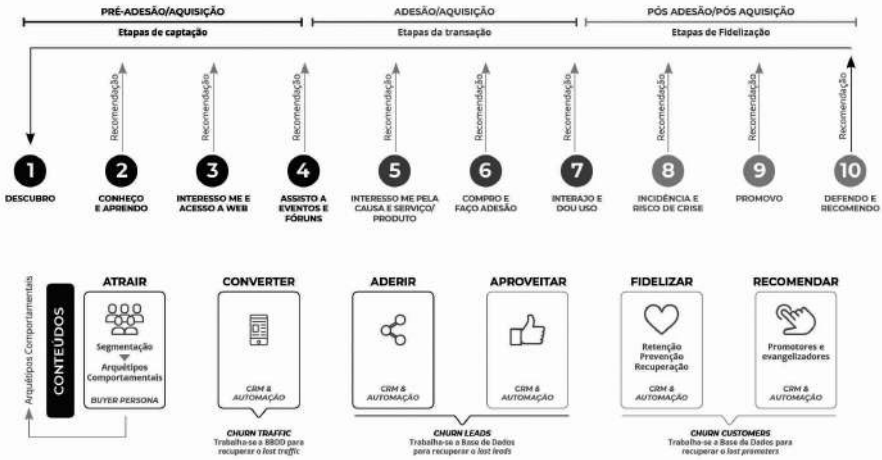 PRÉ-ADESÃO/AQUISIÇÃO
Etapas de captação
ADESÃO/AQUISIÇÃO
Etapas da transação
PÓS ADESÃO/PÓS AQUISIÇÃO
Etapas de Fidelização
Recomendação
Recomendação
Recomendação
Recomendação
Recomendação
Recomendação
Recomendação
Recomendação
Recomendação
1
DESCUBRO
2
CONHEÇO
E APRENDO
3
INTERESSO ME E
ACESSO A WEB
4
ASSISTO A
EVENTOS E
FÓRUNS
5
INTERESSO ME PELA
CAUSA E SERVIÇO/
PRODUTO
6
COMPRO E
FAÇO ADESÃO
7
INTERAJO E
DOU USO
8
INCIDÊNCIA E
RISCO DE CRISE
9
PROMOVO
10
DEFENDO E
RECOMENDO
Arquétipos Comportamentais
CONTEÚDOS
ATRAIR
Segmentação
Arquétipos
Comportamentais
BUYER PERSONA
CONVERTER
CRM &
AUTOMAÇÃO
CHURN TRAFFIC
Trabalha-se a BBDD para
recuperar o lost traffic
ADERIR
CRM &
AUTOMAÇÃO
APROVEITAR
CRM &
AUTOMAÇÃO
CHURN LEADS
Trabalha-se a Base de Dados
para recuperar o lost leads
FIDELIZAR
Retenção
Prevenção
Recuperação
CRM &
AUTOMAÇÃO
RECOMENDAR
Promotores e
evangelizadores
CRM &
AUTOMAÇÃO
CHURN CUSTOMERS
Trabalha-se a Base de Dados para
recuperar o lost promoters